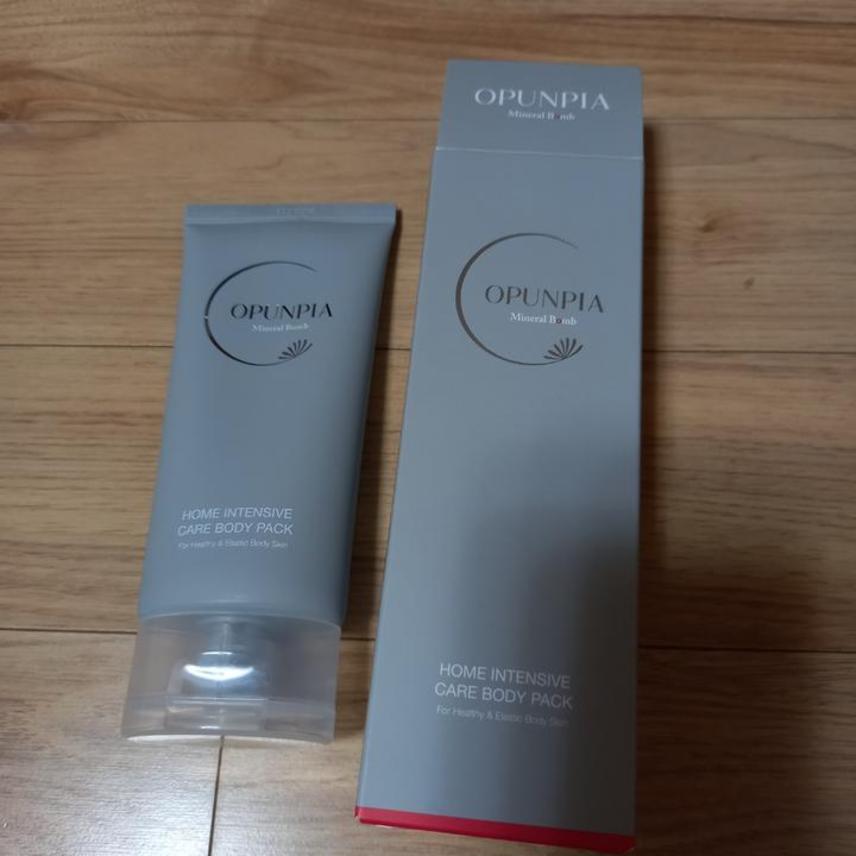 OPUNPIA
Mineral Bomb
HOME INTENSIVE
CARE BODY PACK
For Healthy & Elastic Body Skin
OPUNPIA
Mineral Bomb
OPUNPIA
Mineral Bomb
HOME INTENSIVE
CARE BODY PACK
For Healthy & Elastic Body Skin